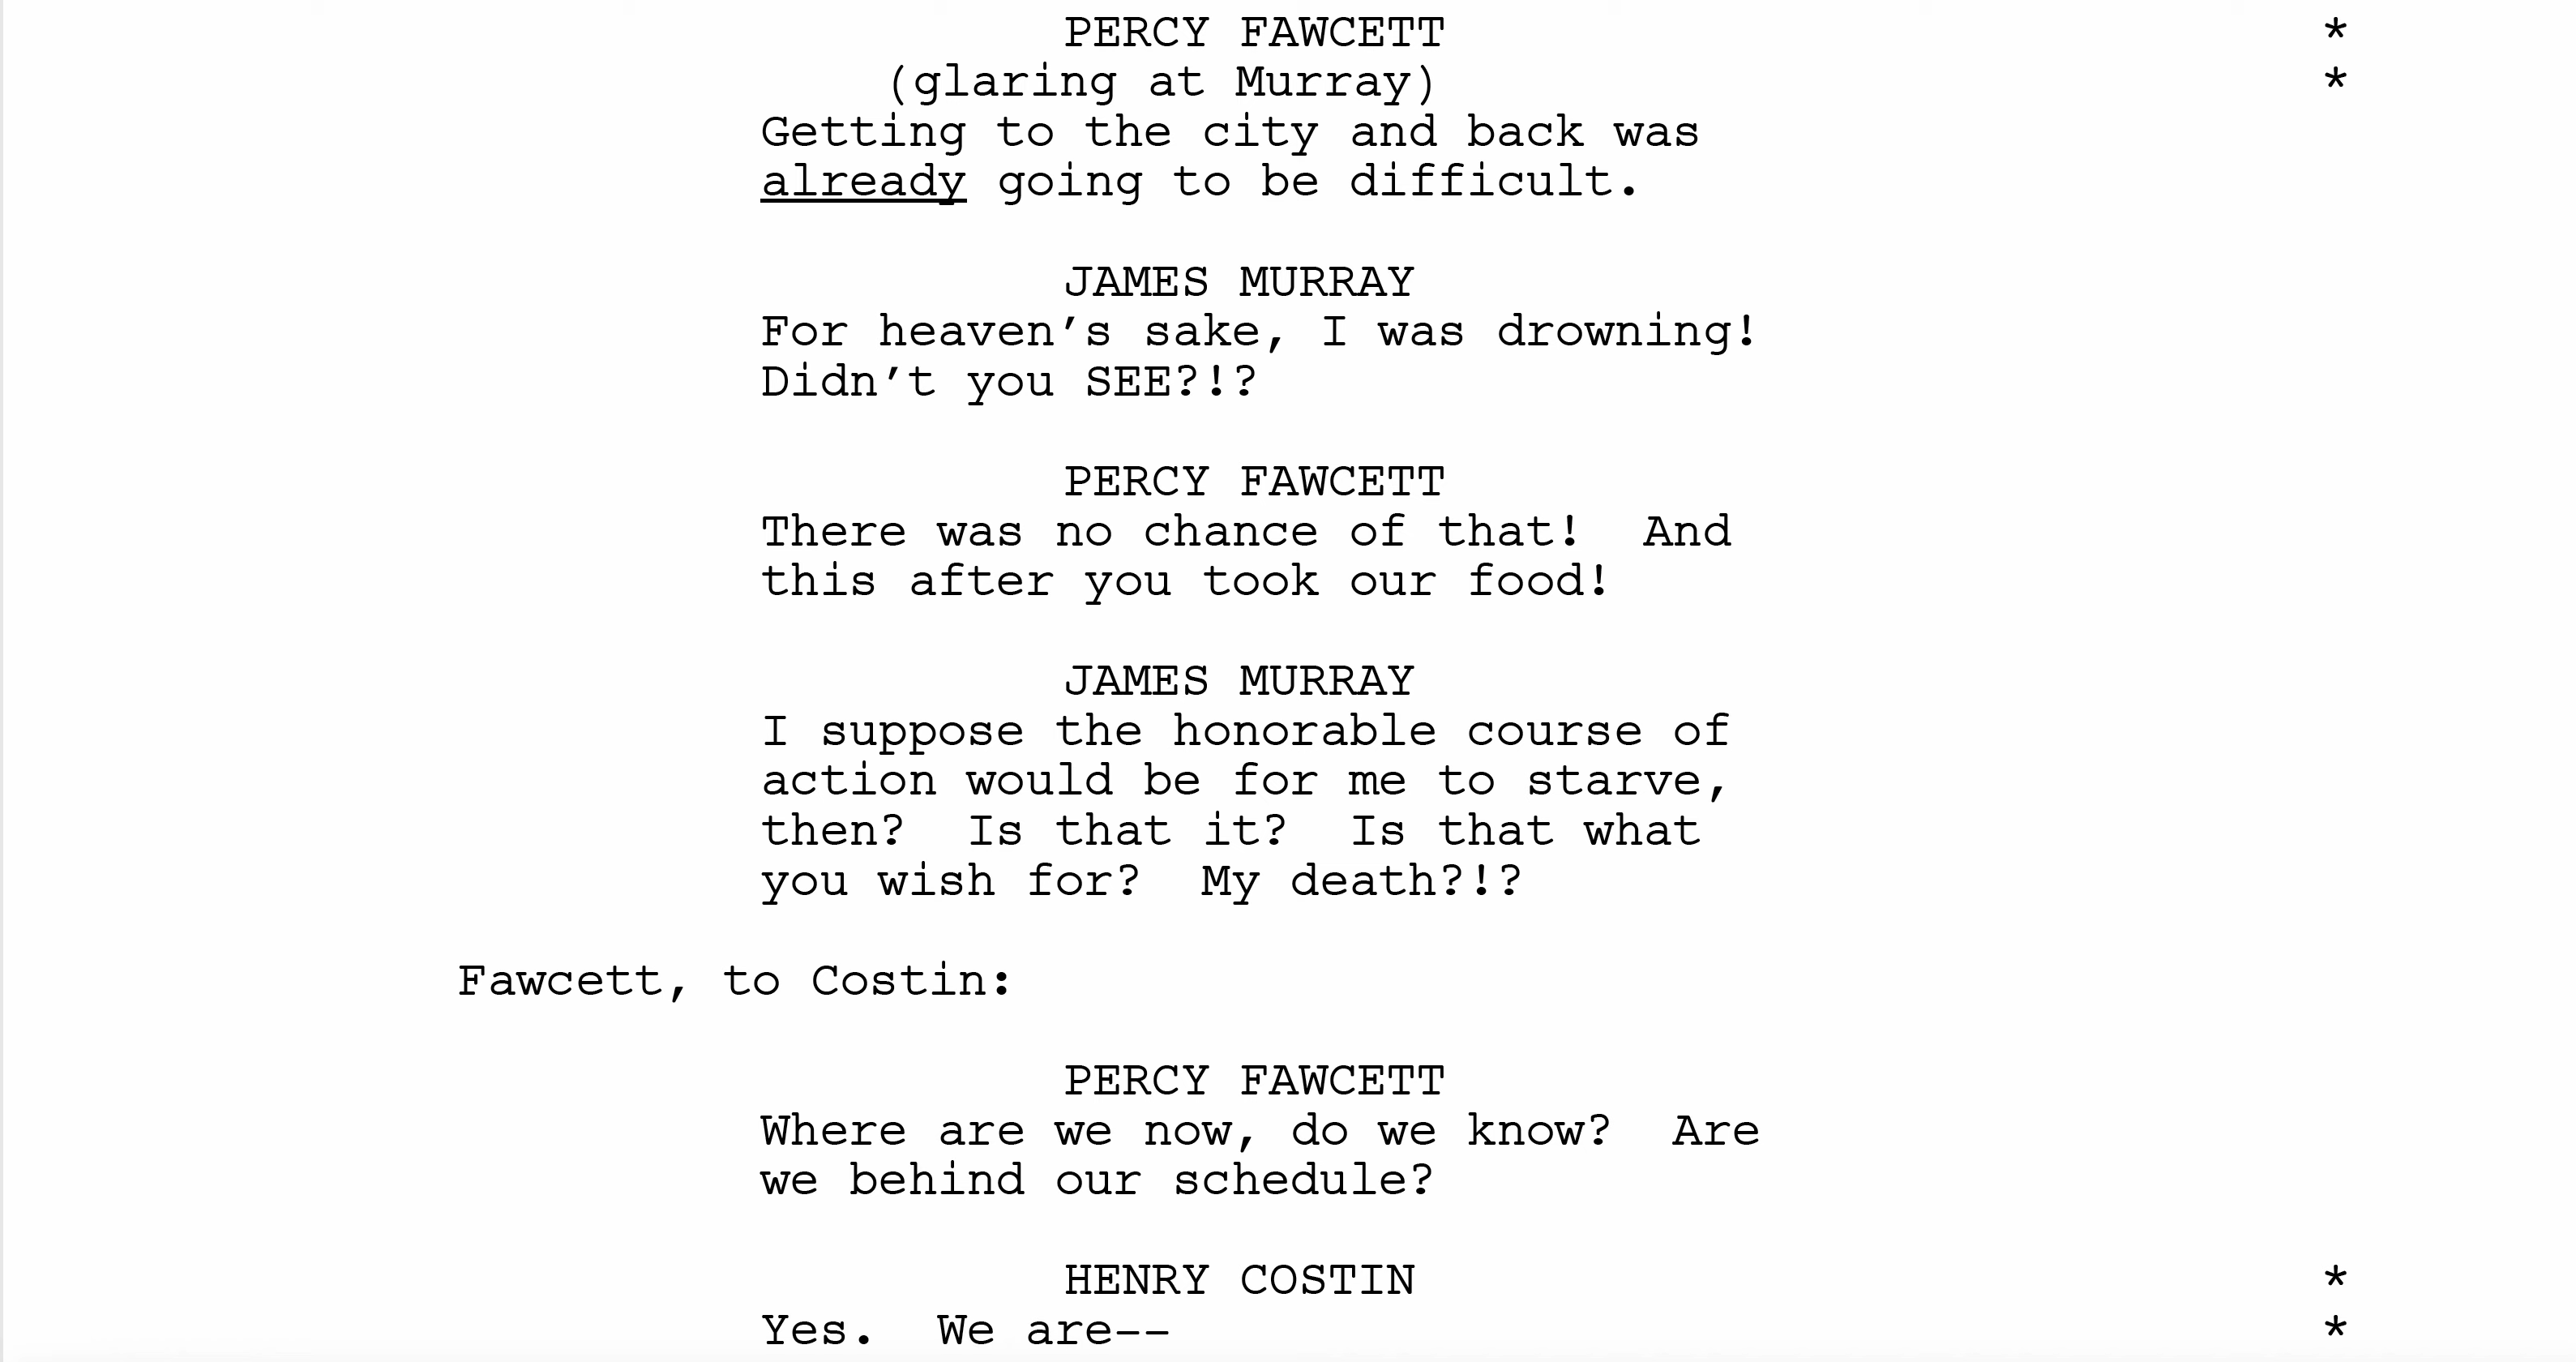 PERCY FAWCETT *
(glaring at Murray) *
Getting to the city and back was
already going to be difficult.
JAMES MURRAY
For heaven’s sake, I was drowning!
Didn’t you SEE?!?
PERCY FAWCETT
There was no chance of that!  And
this after you took our food!
JAMES MURRAY
I suppose the honorable course of
action would be for me to starve,
then?  Is that it?  Is that what
you wish for?  My death?!?
Fawcett, to Costin:
PERCY FAWCETT
Where are we now, do we know?  Are
we behind our schedule?
HENRY COSTIN *
Yes.  We are-- *